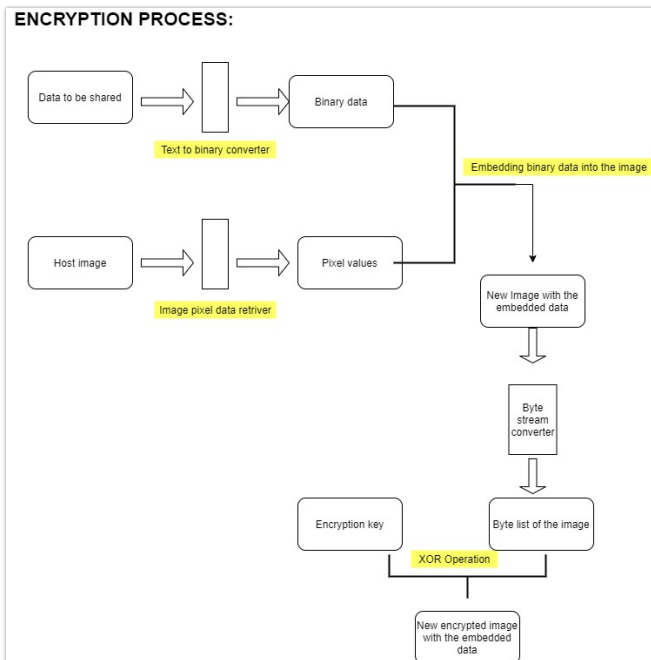 ENCRYPTION PROCESS:
Data to be shared
Binary data
Text to binary converter
Embedding binary data into the image
Host image
Pixel values
Image pixel data retriver
New Image with the
embedded data
Byte
stream
converter
Encryption key
Byte list of the image
XOR Operation
New encrypted image
with the embedded
data